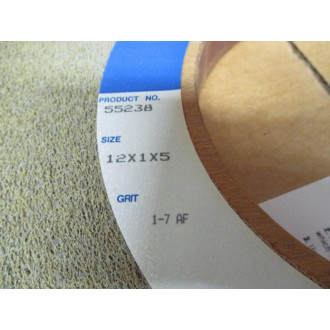 PRODUCT NO.
55238
SIZE
12X1X5
GRIT
1-7 AF